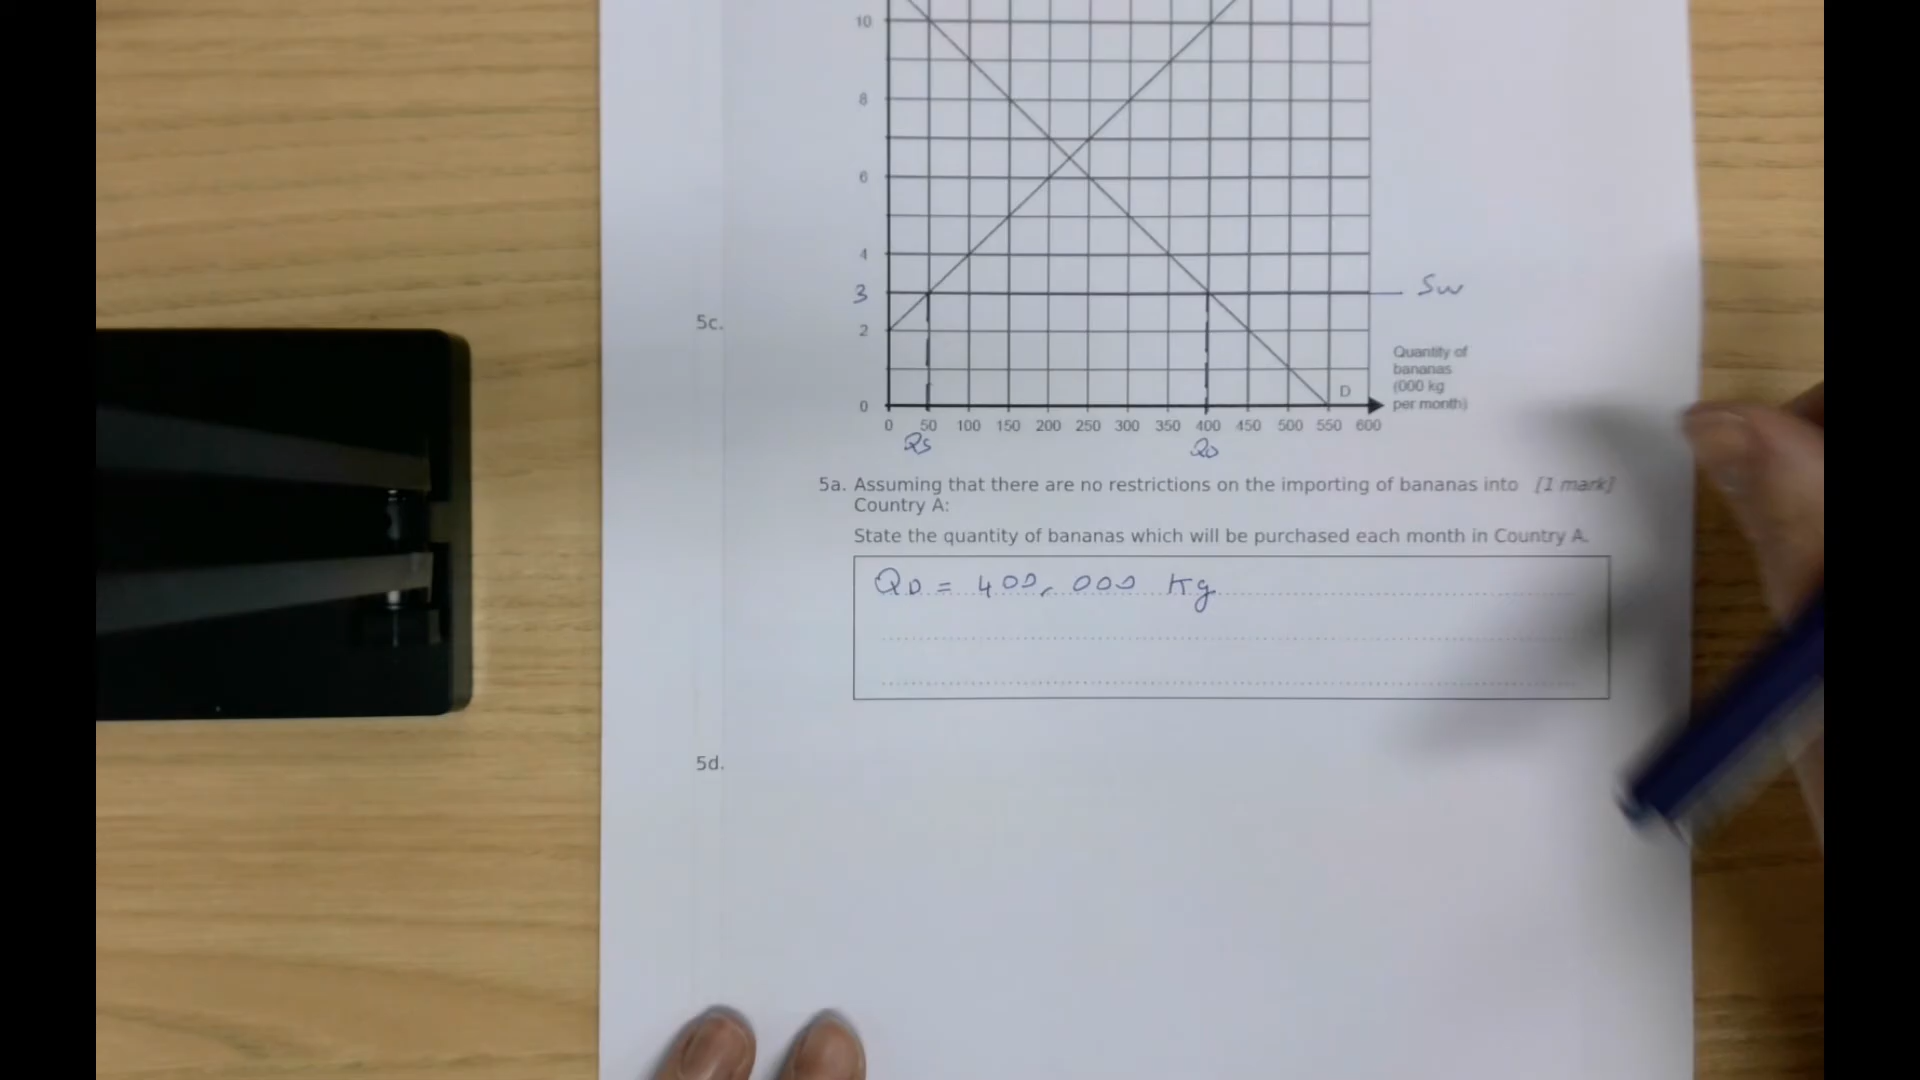 10
8
6
4
3
Sw
5c.
2
Quantity of
bananas
(000 kg
per month)
D
0
0 50 100 150 200 250 300 350 400 450 500 550 600
Qs
QD
5a. Assuming that there are no restrictions on the importing of bananas into [1 mark]
Country A:
State the quantity of bananas which will be purchased each month in Country A.
QD = 400,000 Kg
5d.